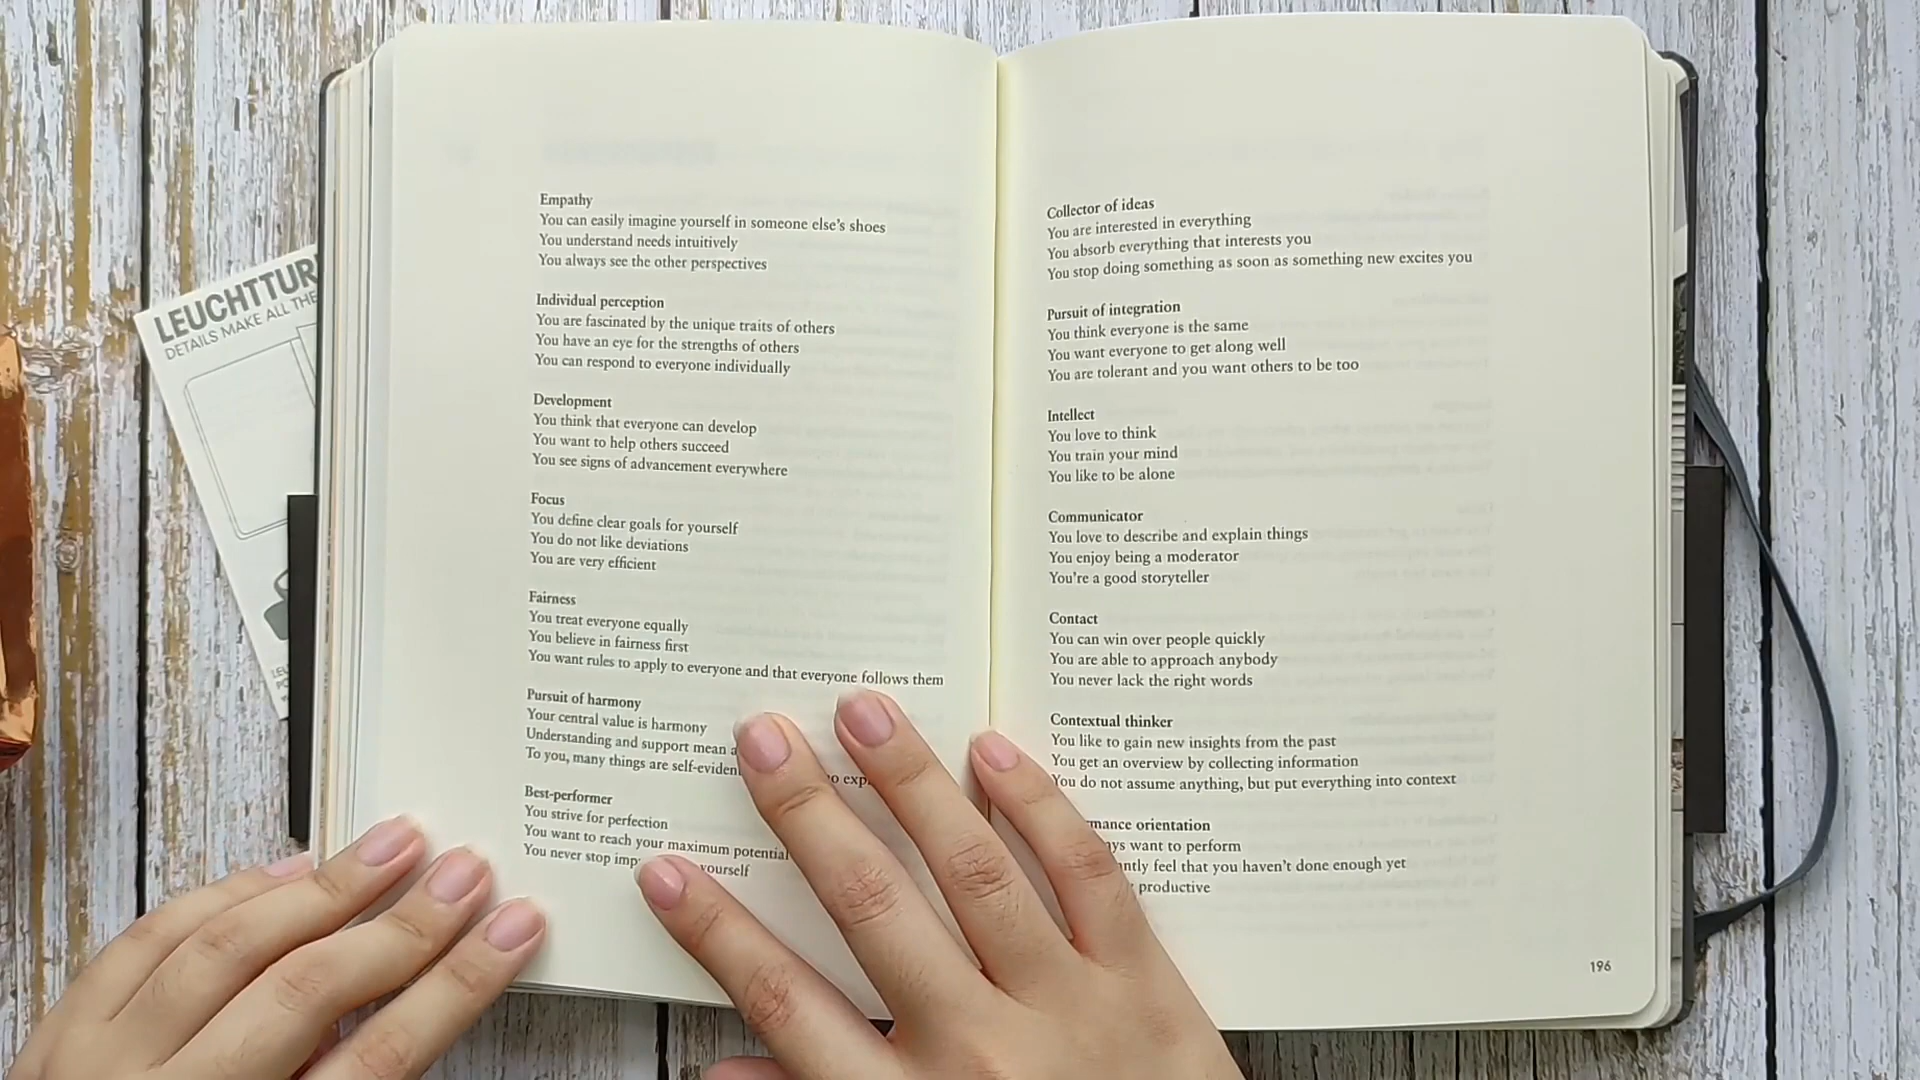 LEUCHTTUR
DETAILS MAKE ALL THE
Empathy
You can easily imagine yourself in someone else's shoes
You understand needs intuitively
You always see the other perspectives
Individual perception
You are fascinated by the unique traits of others
You have an eye for the strengths of others
You can respond to everyone individually
Development
You think that everyone can develop
You want to help others succeed
You see signs of advancement everywhere
Focus
You define clear goals for yourself
You do not like deviations
You are very efficient
Fairness
You treat everyone equally
You believe in fairness first
You want rules to apply to everyone and that everyone follows them
Pursuit of harmony
Your central value is harmony
Understanding and support mean a
To you, many things are self-eviden
Best-performer
You strive for perfection
You want to reach your maximum potential
You never stop imp yourself
Collector of ideas
You are interested in everything
You absorb everything that interests you
You stop doing something as soon as something new excites you
Pursuit of integration
You think everyone is the same
You want everyone to get along well
You are tolerant and you want others to be too
Intellect
You love to think
You train your mind
You like to be alone
Communicator
You love to describe and explain things
You enjoy being a moderator
You're a good storyteller
Contact
You can win over people quickly
You are able to approach anybody
You never lack the right words
Contextual thinker
You like to gain new insights from the past
You get an overview by collecting information
You do not assume anything, but put everything into context
mance orientation
ys want to perform
ntly feel that you haven't done enough yet
productive
196